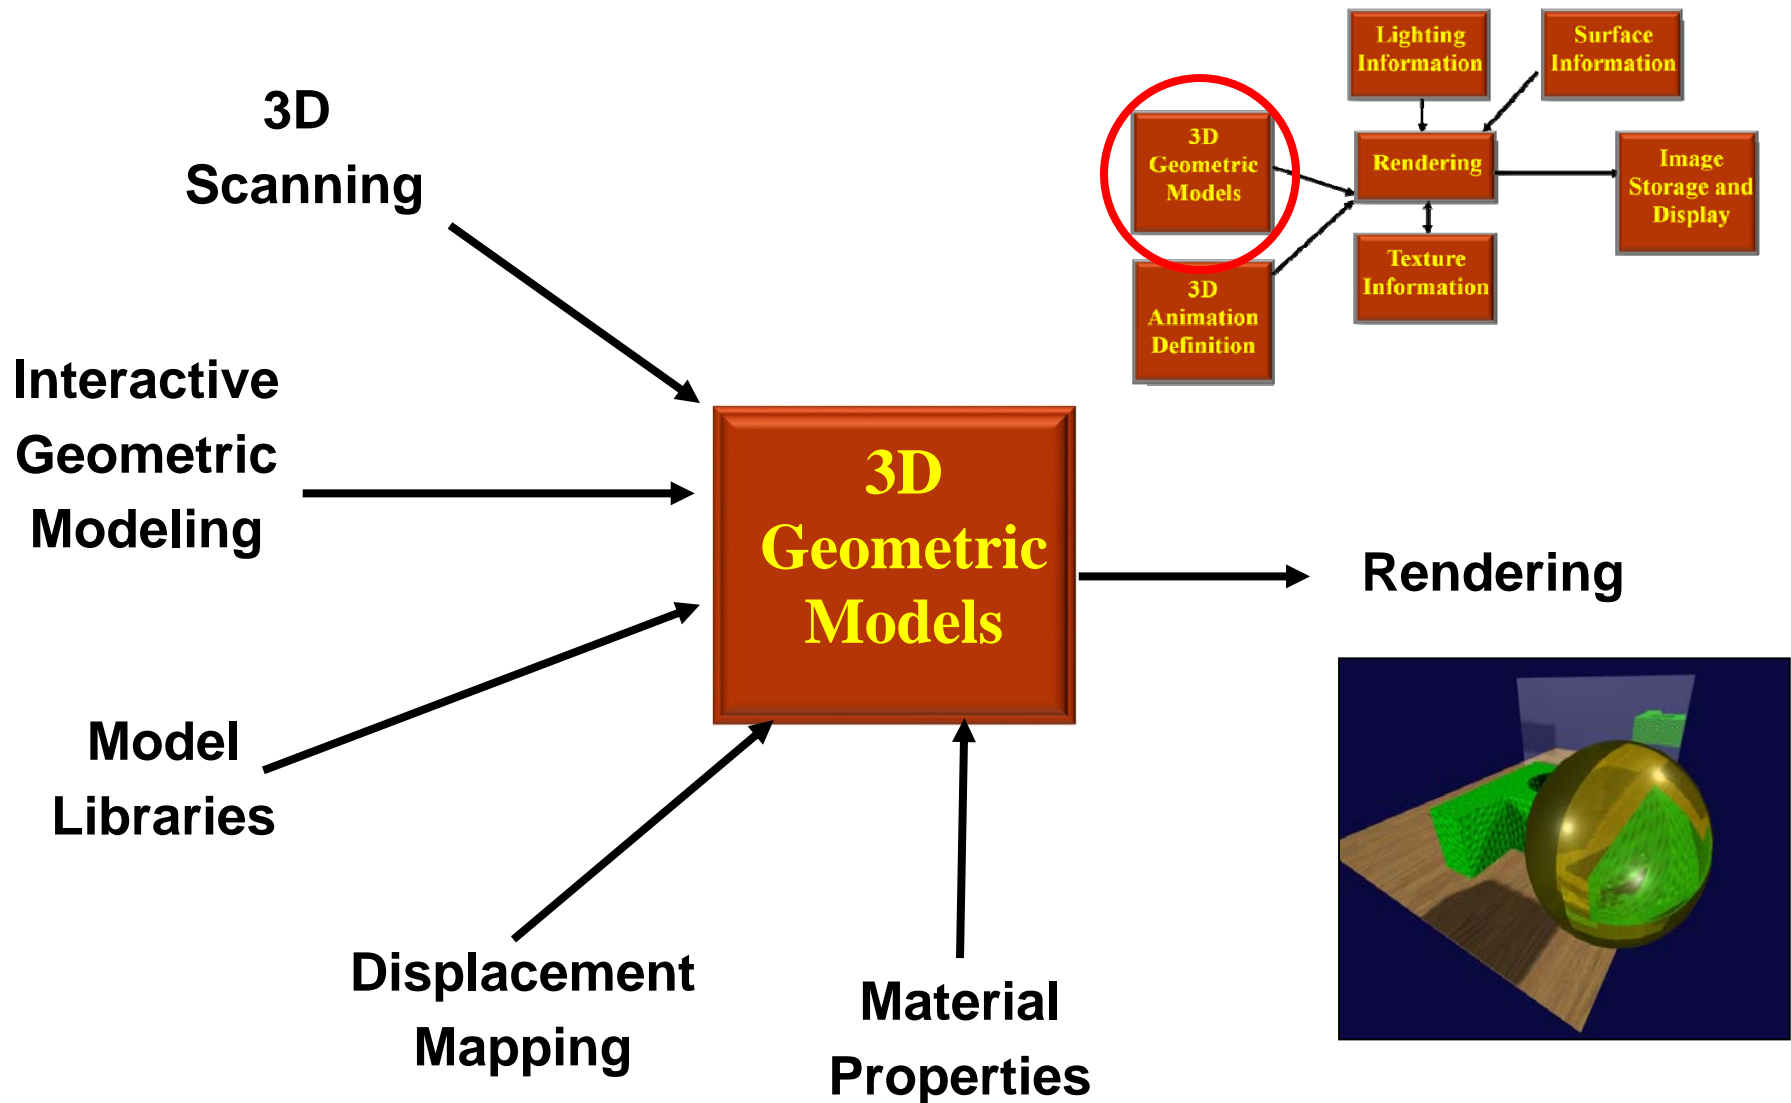 Lighting
Information
Surface
Information
3D
Geometric
Models
Rendering
Image
Storage and
Display
Texture
Information
3D
Animation
Definition
3D
Scanning
Interactive
Geometric
Modeling
Model
Libraries
Displacement
Mapping
Material
Properties
3D
Geometric
Models
Rendering